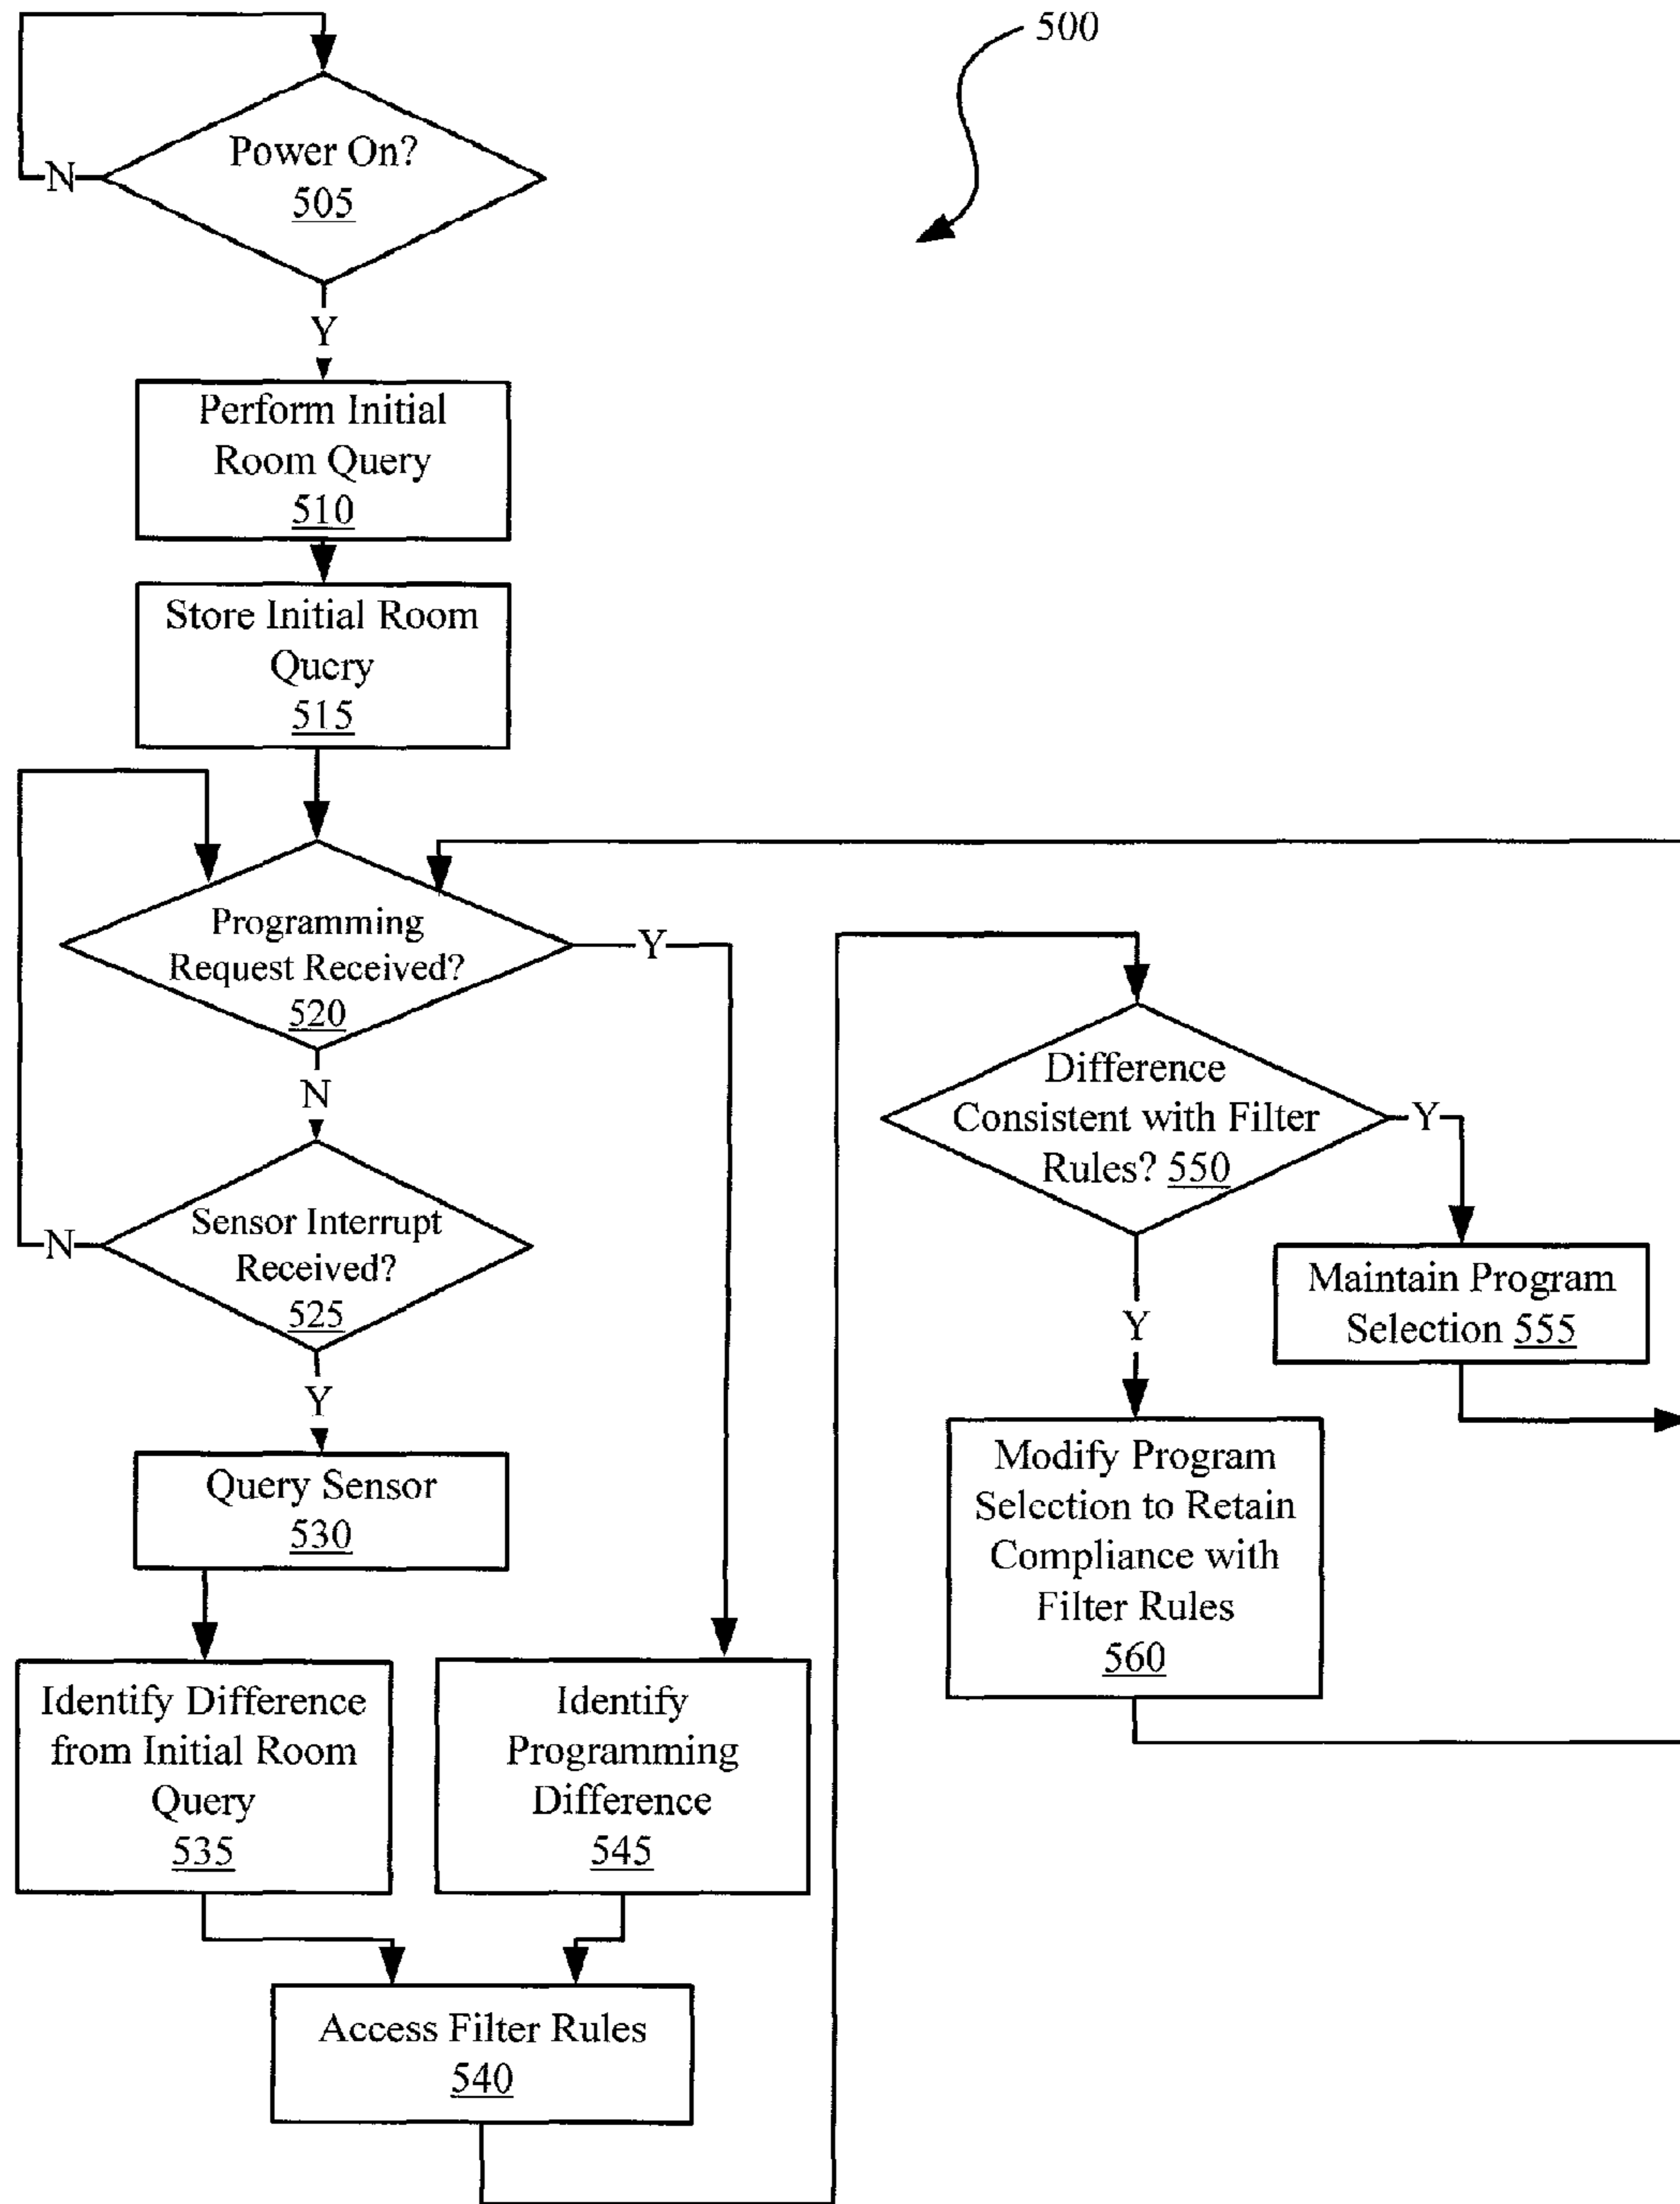 500
Power On?
505
N
Y
Perform Initial
Room Query
510
Store Initial Room
Query
515
Programming
Request Received?
520
Y
N
Sensor Interrupt
Received?
525
N
Y
Query Sensor
530
Identify Difference
from Initial Room
Query
535
Identify
Programming
Difference
545
Access Filter Rules
540
Difference
Consistent with Filter
Rules? 550
Y
Y
Maintain Program
Selection 555
Modify Program
Selection to Retain
Compliance with
Filter Rules
560